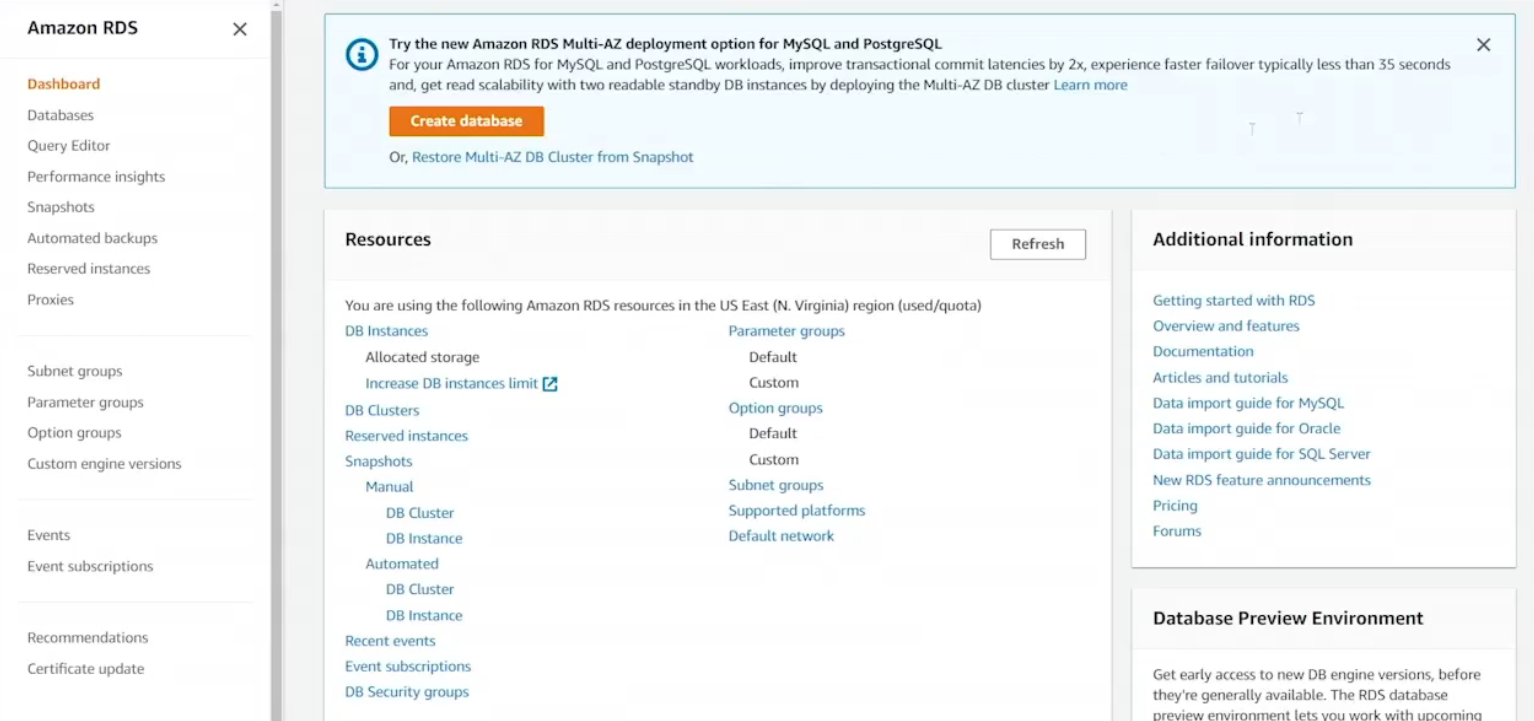 Amazon RDS
Dashboard
Databases
Query Editor
Performance insights
Snapshots
Automated backups
Reserved instances
Proxies
Subnet groups
Parameter groups
Option groups
Custom engine versions
Events
Event subscriptions
Recommendations
Certificate update
Try the new Amazon RDS Multi-AZ deployment option for MySQL and PostgreSQL
For your Amazon RDS for MySQL and PostgreSQL workloads, improve transactional commit latencies by 2x, experience faster failover typically less than 35 seconds
and, get read scalability with two readable standby DB instances by deploying the Multi-AZ DB cluster Learn more
Create database
Or, Restore Multi-AZ DB Cluster from Snapshot
Resources
Refresh
You are using the following Amazon RDS resources in the US East (N. Virginia) region (used/quota)
DB Instances
Allocated storage
Increase DB instances limit
DB Clusters
Reserved instances
Snapshots
Manual
DB Cluster
DB Instance
Automated
DB Cluster
DB Instance
Recent events
Event subscriptions
DB Security groups
Parameter groups
Default
Custom
Option groups
Default
Custom
Subnet groups
Supported platforms
Default network
Additional information
Getting started with RDS
Overview and features
Documentation
Articles and tutorials
Data import guide for MySQL
Data import guide for Oracle
Data import guide for SQL Server
New RDS feature announcements
Pricing
Forums
Database Preview Environment
Get early access to new DB engine versions, before
they're generally available. The RDS database
preview environment lets you work with upcoming